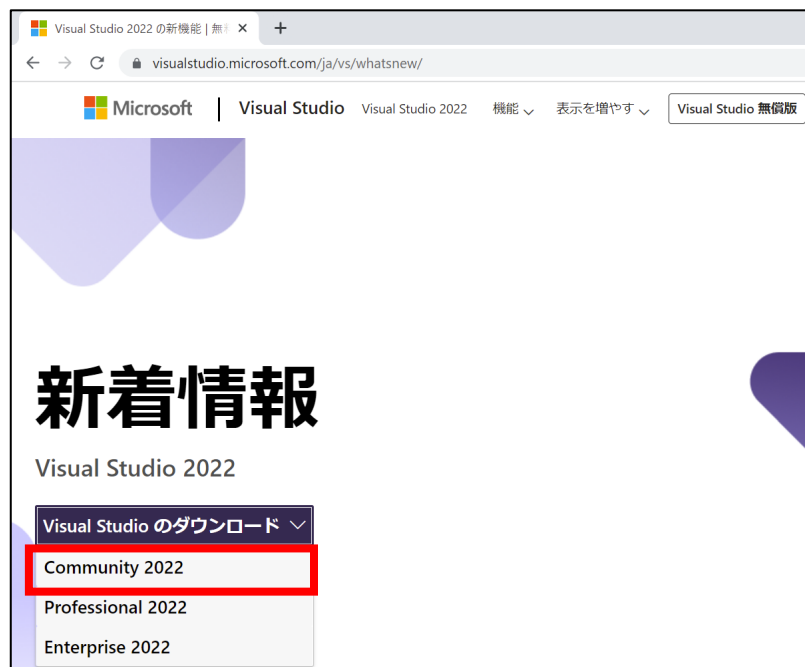 Visual Studio 2022 の新機能 | 無
visualstudio.microsoft.com/ja/vs/whatsnew/
Microsoft Visual Studio Visual Studio 2022 機能 表示を増やす Visual Studio 無償版
新着情報
Visual Studio 2022
Visual Studio のダウンロード
Community 2022
Professional 2022
Enterprise 2022